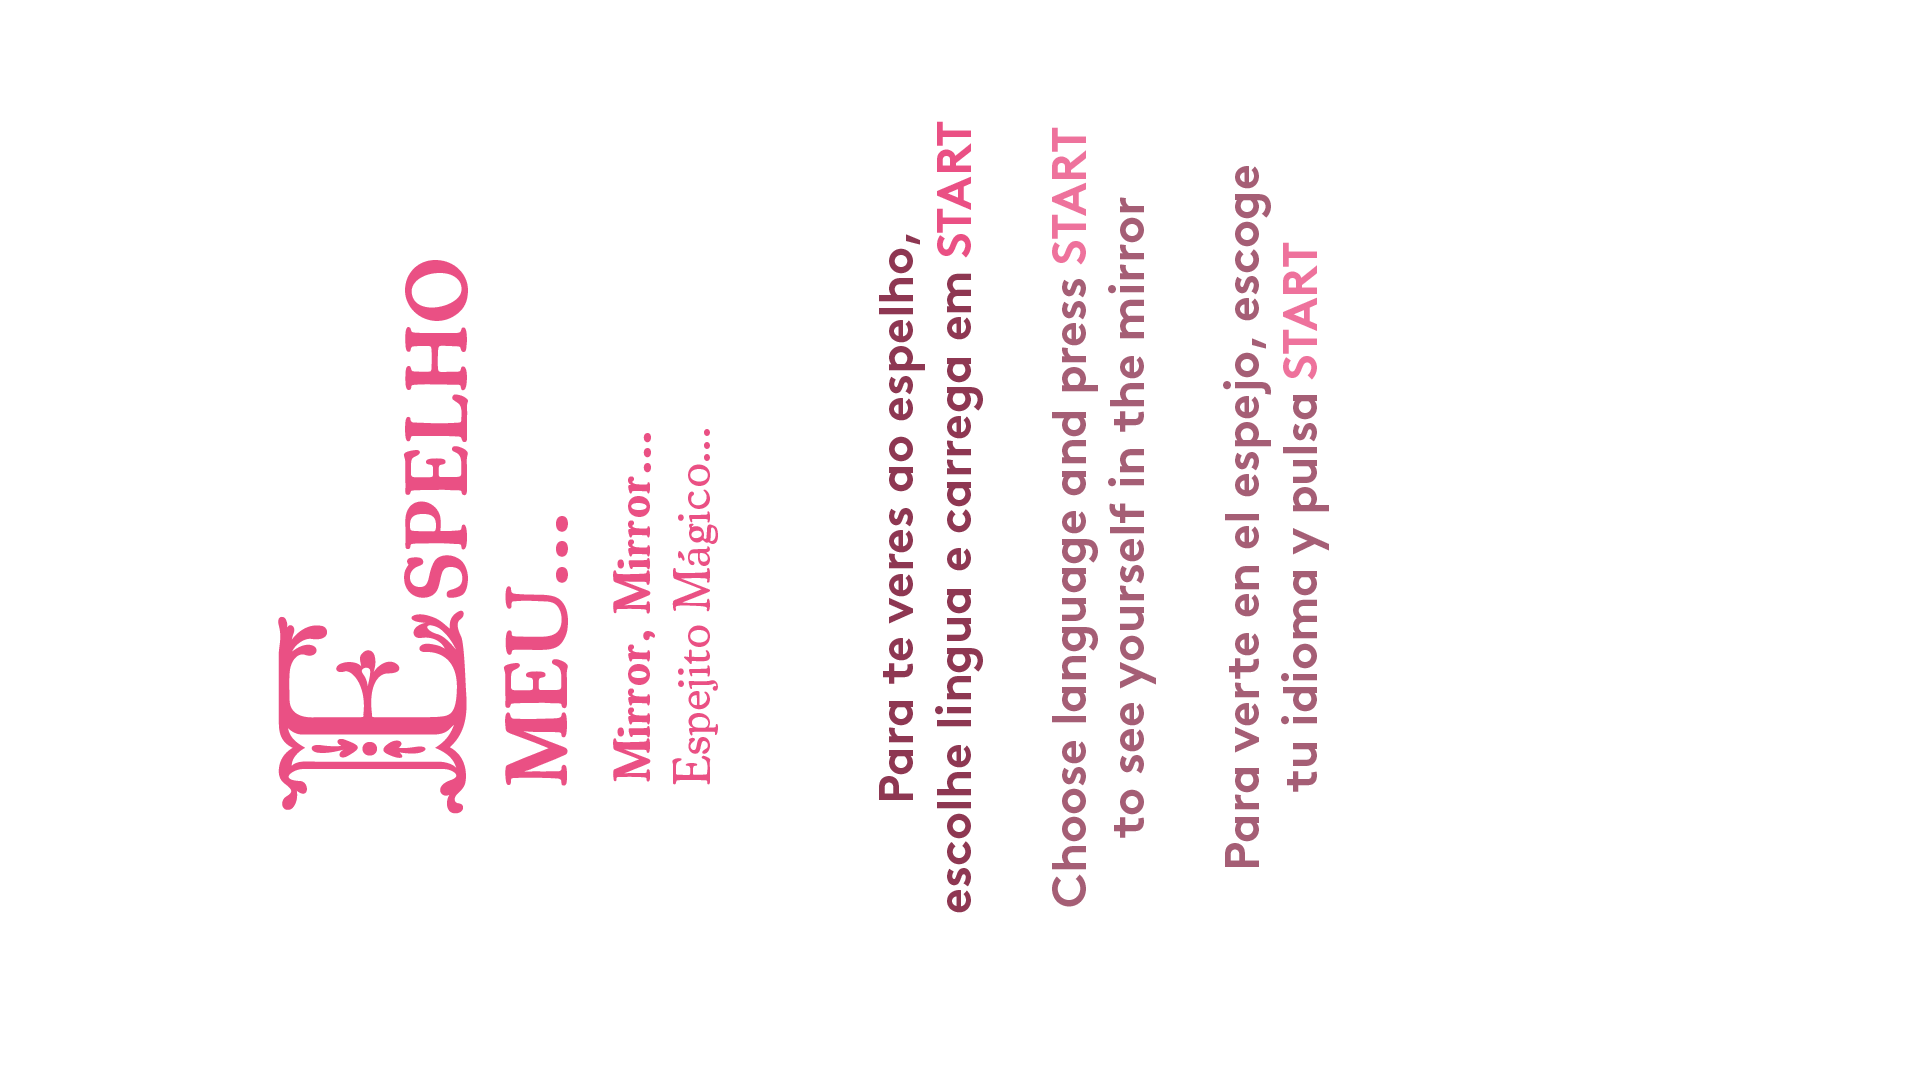 ESPELHO
MEU...
Mirror, Mirror...
Espejito Mágico...
Para te veres ao espelho,
escolhe lingua e carrega em START
Choose language and press START
to see yourself in the mirror
Para verte en el espejo, escoge
tu idioma y pulsa START